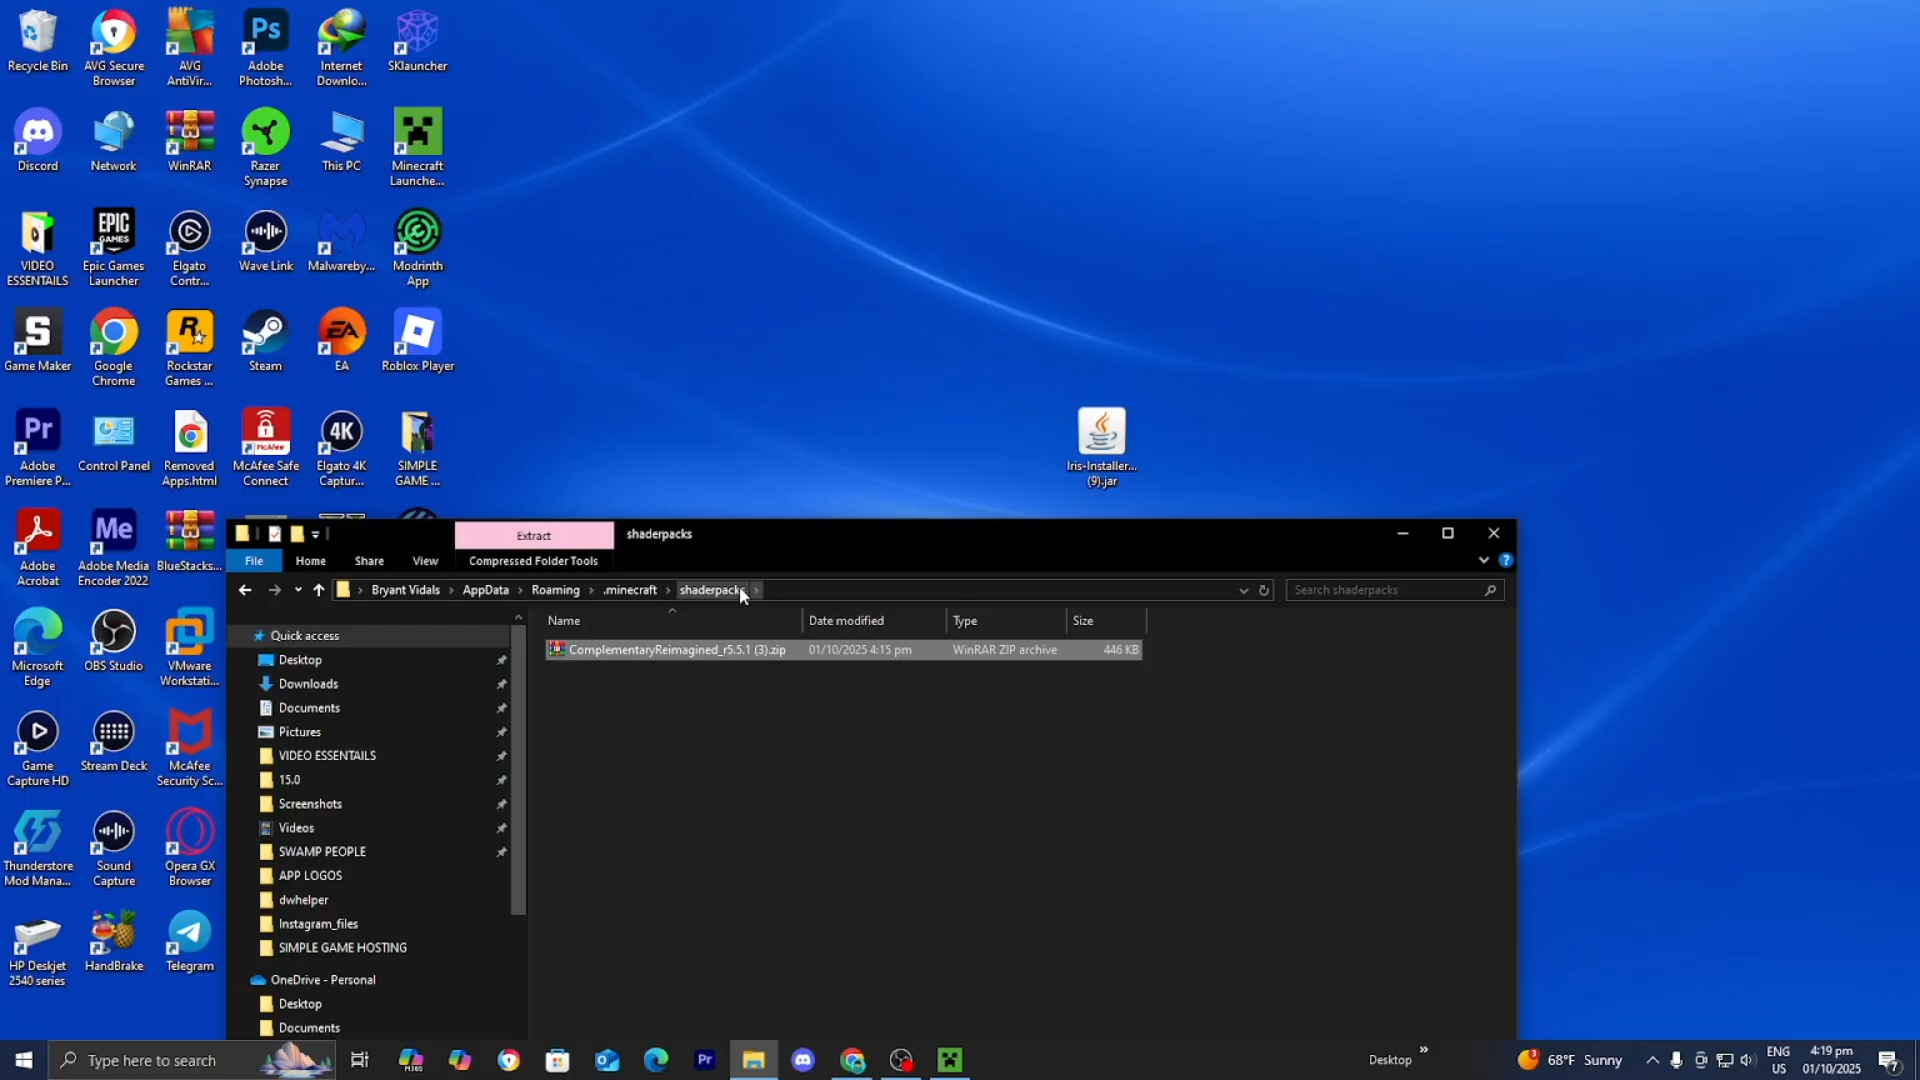 Recycle Bin
AVG Secure
Browser
AVG
AntiVir...
Adobe
Photosh...
Internet
Downlo...
SKlauncher
Discord
Network
WinRAR
Razer
Synapse
This PC
Minecraft
Launche...
VIDEO
ESSENTAILS
Epic Games
Launcher
Elgato
Contr...
Wave Link
Malwareby...
Modrinth
App
Game Maker
Google
Chrome
Rockstar
Games ...
Steam
EA
Roblox Player
Adobe
Premiere P...
Control Panel
Removed
Apps.html
McAfee Safe
Connect
Elgato 4K
Captur...
SIMPLE
GAME ...
Iris-Installer...
(9).jar
Adobe
Acrobat
Adobe Media
Encoder 2022
BlueStacks...
Microsoft
Edge
OBS Studio
VMware
Workstati...
Game
Capture HD
Stream Deck
McAfee
Security Sc...
Thunderstore
Mod Mana...
Sound
Capture
Opera GX
Browser
HP Deskjet
2540 series
HandBrake
Telegram
Extract
shaderpacks
File
Home
Share
View
Compressed Folder Tools
Bryant Vidals
AppData
Roaming
.minecraft
shaderpacks
Search shaderpacks
Name
Date modified
Type
Size
ComplementaryReimagined_r5.5.1 (3).zip
01/10/2025 4:15 pm
WinRAR ZIP archive
446 KB
Quick access
Desktop
Downloads
Documents
Pictures
VIDEO ESSENTAILS
15.0
Screenshots
Videos
SWAMP PEOPLE
APP LOGOS
dwhelper
Instagram_files
SIMPLE GAME HOSTING
OneDrive - Personal
Desktop
Documents
Type here to search
Desktop
68°F Sunny
ENG
US
4:19 pm
01/10/2025